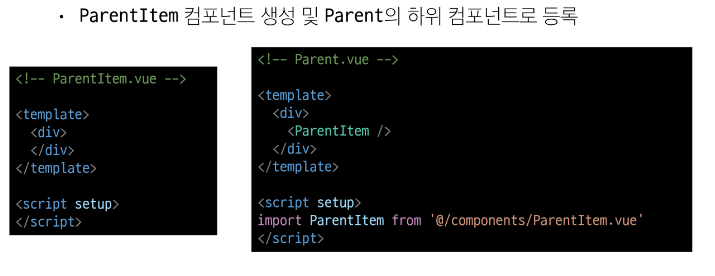 • ParentItem 컴포넌트 생성 및 Parent의 하위 컴포넌트로 등록
<!-- ParentItem.vue -->
<template>
  <div>
  </div>
</template>
<script setup>
</script>
<!-- Parent.vue -->
<template>
  <div>
    <ParentItem />
  </div>
</template>
<script setup>
import ParentItem from '@/components/ParentItem.vue'
</script>